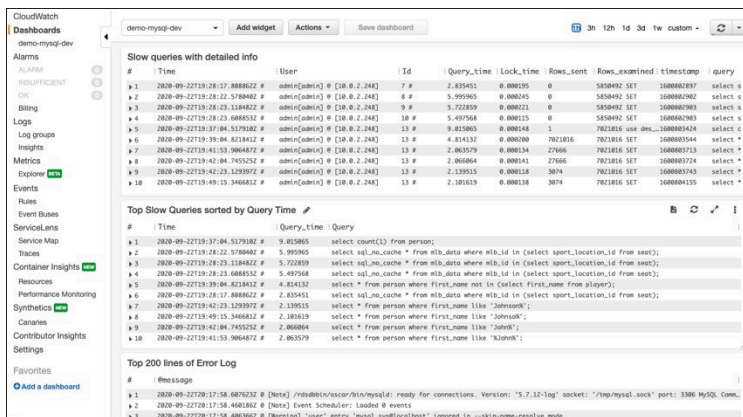 CloudWatch
Dashboards
demo-mysql-dev
Alarms
ALARM 0
INSUFFICIENT 0
OK 0
Billing
Logs
Log groups
Insights
Metrics
Explorer BETA
Events
Rules
Event Buses
ServiceLens
Service Map
Traces
Container Insights NEW
Resources
Performance Monitoring
Synthetics NEW
Canaries
Contributor Insights
Settings
Favorites
Add a dashboard
demo-mysql-dev Add widget Actions Save dashboard 3h 12h 1d 3d 1w custom
Slow queries with detailed info
# Time User Id Query_time Lock_time Rows_sent Rows_examined timestamp query
1 2020-09-22T19:28:17.808862Z # admin[admin] @ [10.0.2.248] 7 # 2.835451 0.000195 0 5850492 SET 1600802897 select s
2 2020-09-22T19:28:22.578040Z # admin[admin] @ [10.0.2.248] 8 # 5.995965 0.000245 0 5850492 SET 1600802902 select s
3 2020-09-22T19:28:23.118482Z # admin[admin] @ [10.0.2.248] 9 # 5.722859 0.000221 0 5850492 SET 1600802903 select s
4 2020-09-22T19:28:23.608853Z # admin[admin] @ [10.0.2.248] 10 # 5.497568 0.000115 0 5850492 SET 1600802903 select s
5 2020-09-22T19:37:04.517910Z # admin[admin] @ [10.0.2.248] 13 # 9.015065 0.000148 1 7021016 use dms_…1600803424 select c
6 2020-09-22T19:39:04.821841Z # admin[admin] @ [10.0.2.248] 13 # 4.814132 0.000200 7021016 7021016 SET 1600803544 select *
7 2020-09-22T19:41:53.906487Z # admin[admin] @ [10.0.2.248] 13 # 2.063579 0.000134 27666 7021016 SET 1600803713 select *
8 2020-09-22T19:42:04.745525Z # admin[admin] @ [10.0.2.248] 13 # 2.066064 0.000141 27666 7021016 SET 1600803724 select *
9 2020-09-22T19:42:23.129397Z # admin[admin] @ [10.0.2.248] 13 # 2.139515 0.000118 3074 7021016 SET 1600803743 select *
10 2020-09-22T19:49:15.346681Z # admin[admin] @ [10.0.2.248] 13 # 2.101619 0.000138 3074 7021016 SET 1600804155 select *
Top Slow Queries sorted by Query Time
# Time Query_time Query
1 2020-09-22T19:37:04.517910Z # 9.015065 select count(1) from person;
2 2020-09-22T19:28:22.578040Z # 5.995965 select sql_no_cache * from mlb_data where mlb_id in (select sport_location_id from seat);
3 2020-09-22T19:28:23.118482Z # 5.722859 select sql_no_cache * from mlb_data where mlb_id in (select sport_location_id from seat);
4 2020-09-22T19:28:23.608853Z # 5.497568 select sql_no_cache * from mlb_data where mlb_id in (select sport_location_id from seat);
5 2020-09-22T19:39:04.821841Z # 4.814132 select * from person where first_name not in (select first_name from player);
6 2020-09-22T19:28:17.808862Z # 2.835451 select sql_no_cache * from mlb_data where mlb_id in (select sport_location_id from seat);
7 2020-09-22T19:42:23.129397Z # 2.139515 select * from person where first_name like 'Johnson%';
8 2020-09-22T19:49:15.346681Z # 2.101619 select * from person where first_name like 'Johnso%';
9 2020-09-22T19:42:04.745525Z # 2.066064 select * from person where first_name like 'John%';
10 2020-09-22T19:41:53.906487Z # 2.063579 select * from person where first_name like '%John%';
Top 200 lines of Error Log
# @message
1 2020-09-22T20:17:58.607623Z 0 [Note] /rdsdbbin/oscar/bin/mysqld: ready for connections. Version: '5.7.12-log' socket: '/tmp/mysql.sock' port: 3306 MySQL Comm…
2 2020-09-22T20:17:58.460186Z 0 [Note] Event Scheduler: Loaded 0 events